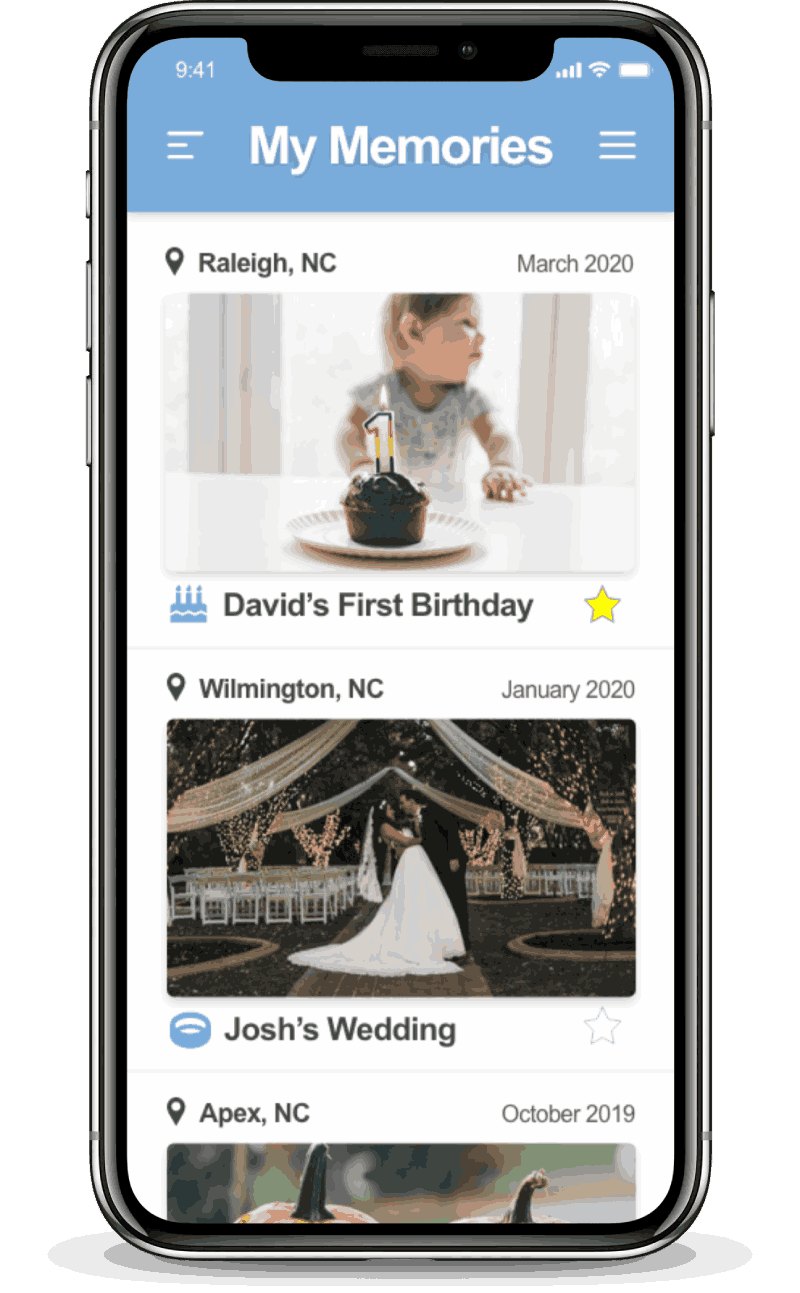 9:41
My Memories
Raleigh, NC
March 2020
1
David’s First Birthday
Wilmington, NC
January 2020
Josh’s Wedding
Apex, NC
October 2019